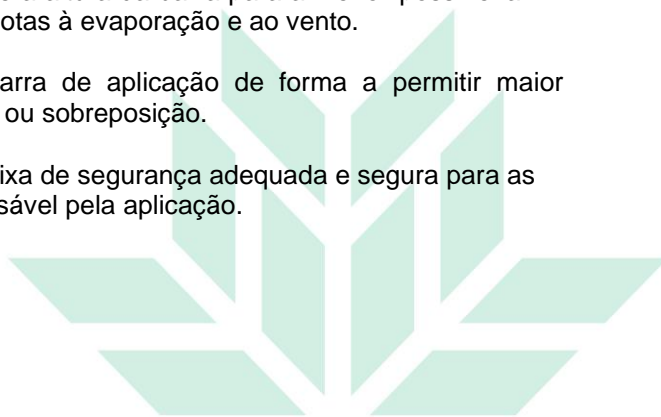 otas à evaporação e ao vento.
arra de aplicação de forma a permitir maior
ou sobreposição.
ixa de segurança adequada e segura para as
sável pela aplicação.